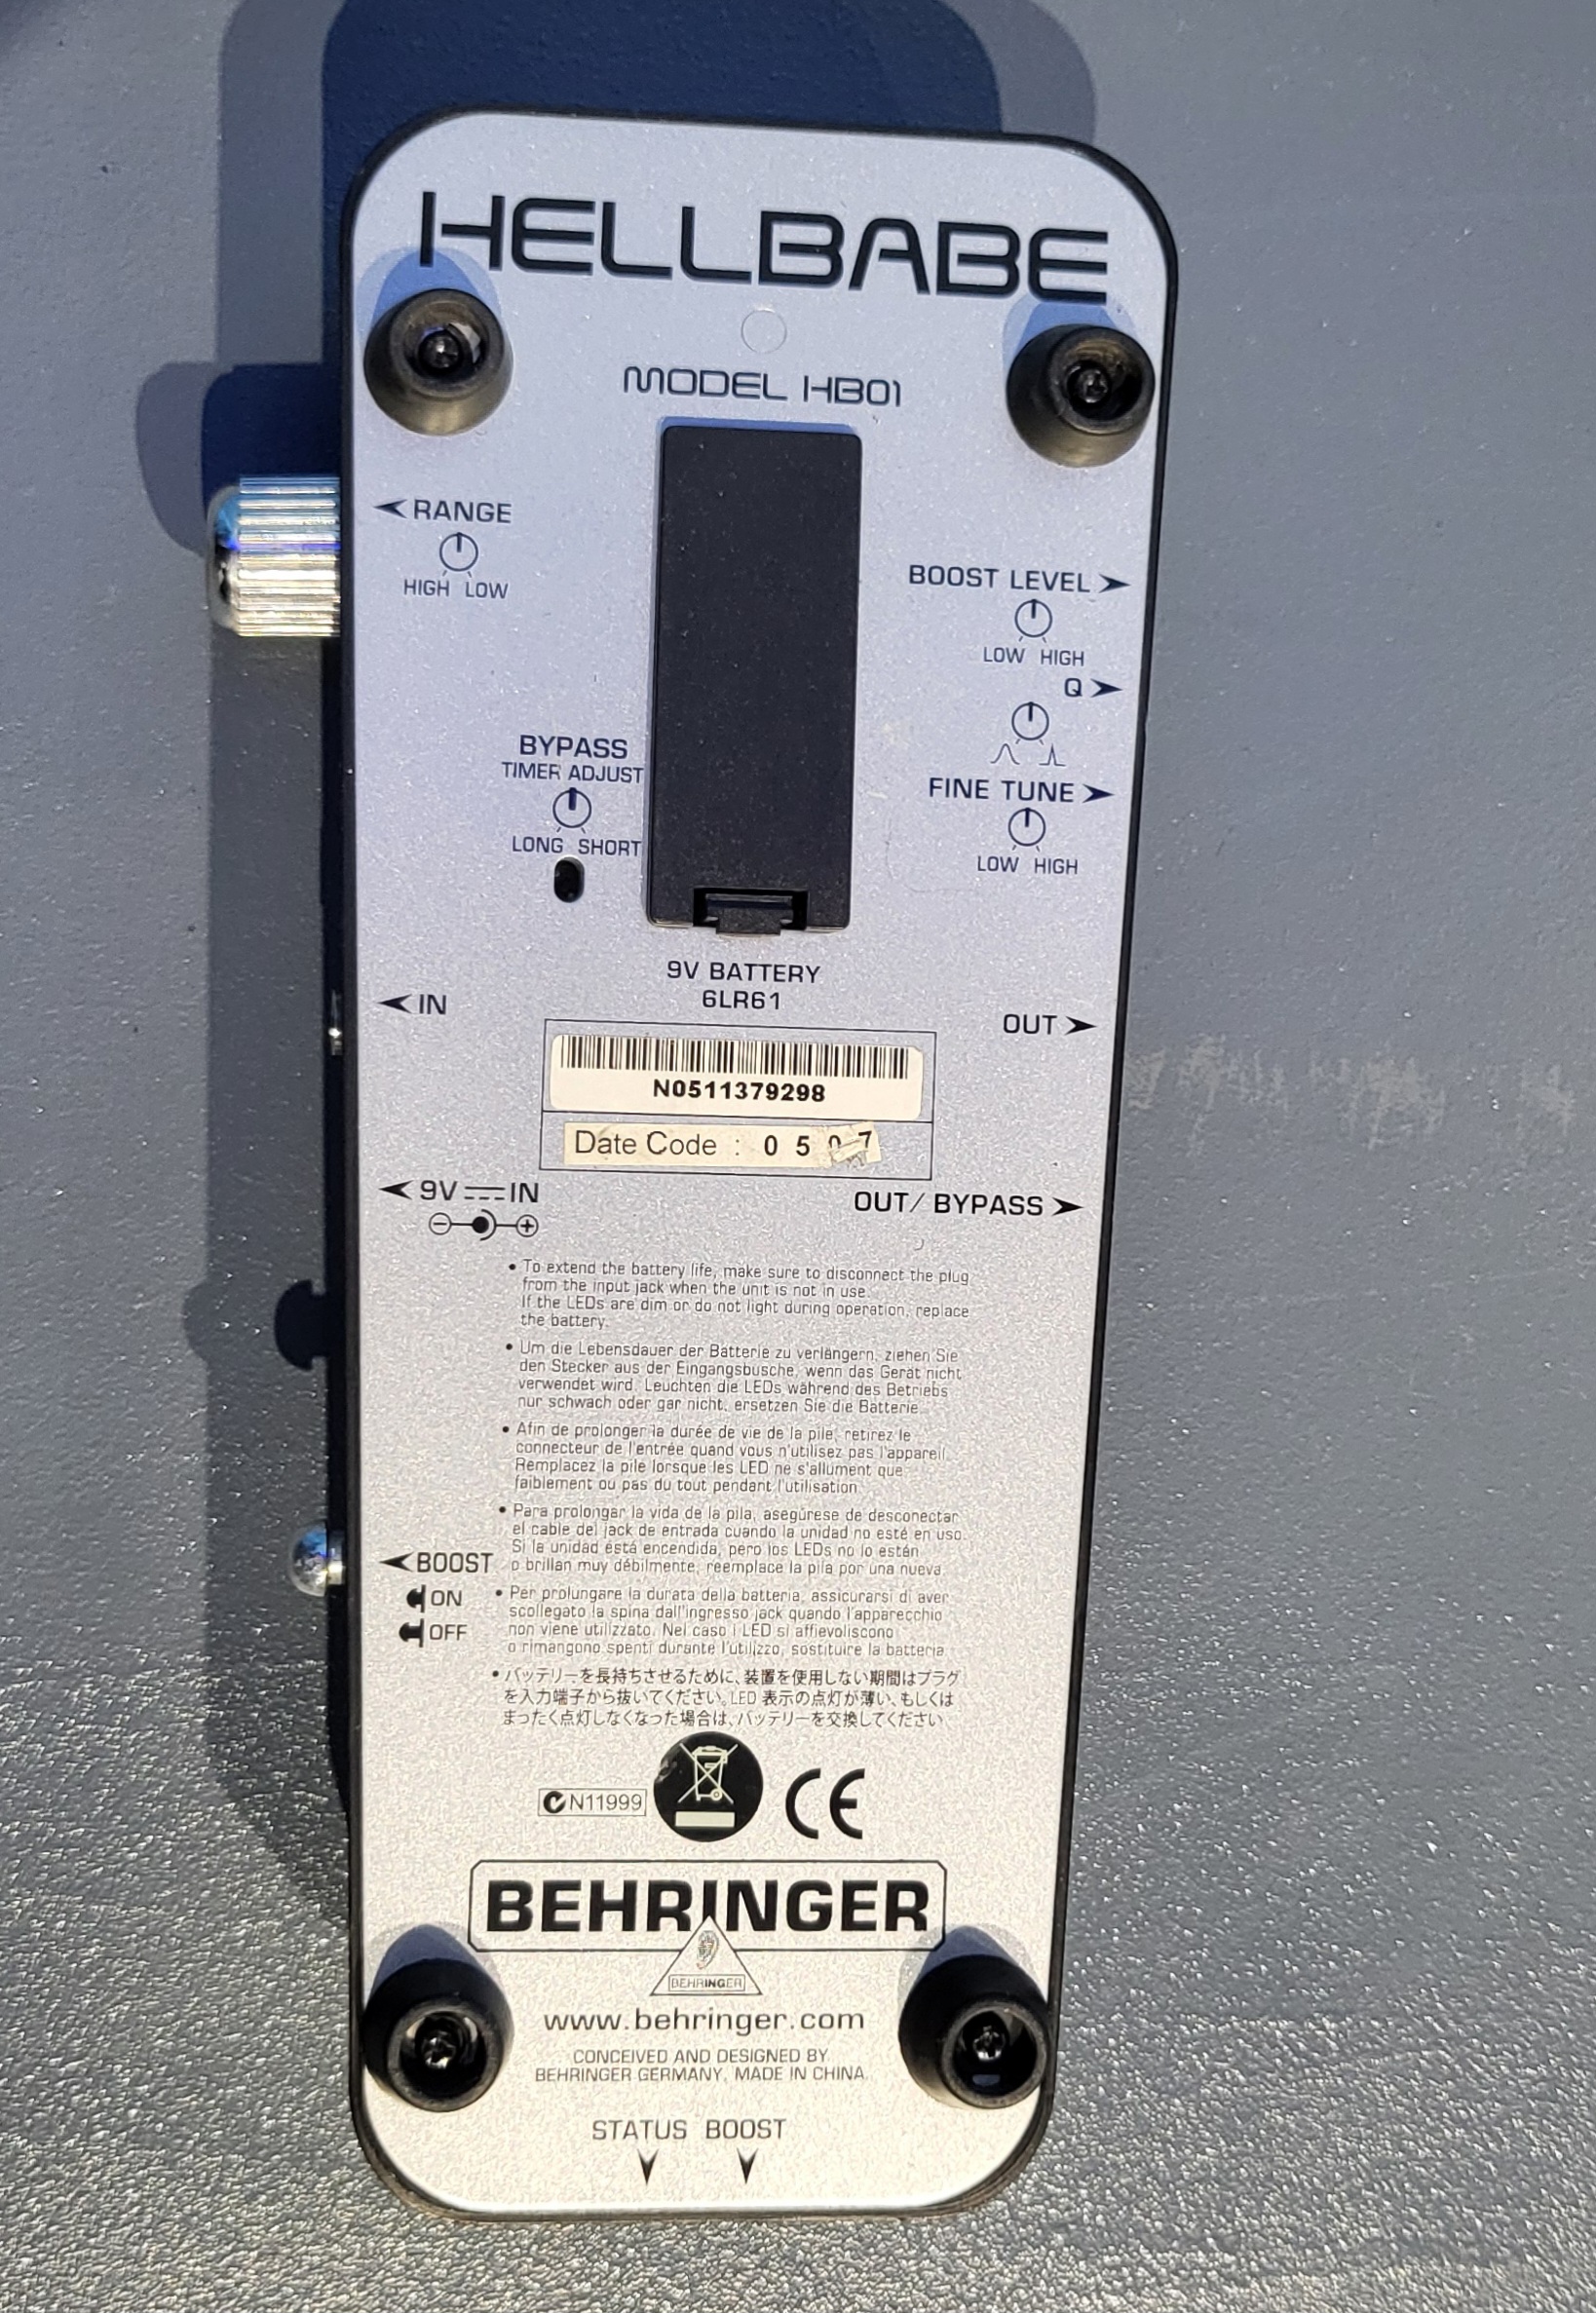 HELLBABE
MODEL HB01
RANGE
HIGH LOW
BOOST LEVEL
LOW HIGH
Q
BYPASS
TIMER ADJUST
LONG SHORT
FINE TUNE
LOW HIGH
9V BATTERY
6LR61
IN
OUT
N0511379298
Date Code : 0507
9V IN
OUT/BYPASS
• To extend the battery life, make sure to disconnect the plug
from the input jack when the unit is not in use.
If the LEDs are dim or do not light during operation, replace
the battery.
• Um die Lebensdauer der Batterie zu verlängern, ziehen Sie
den Stecker aus der Eingangsbuchse, wenn das Gerät nicht
verwendet wird. Leuchten die LEDs während des Betriebs
nur schwach oder gar nicht, ersetzen Sie die Batterie.
• Afin de prolonger la durée de vie de la pile, retirez le
connecteur de l'entrée quand vous n'utilisez pas l'appareil.
Remplacez la pile lorsque les LED ne s'allument que
faiblement ou pas du tout pendant l'utilisation.
• Para prolongar la vida de la pila, asegúrese de desconectar
el cable del jack de entrada cuando la unidad no esté en uso.
Si la unidad está encendida, pero los LEDs no lo están
o brillan muy débilmente, reemplace la pila por una nueva.
BOOST
ON
OFF
• Per prolungare la durata della batteria, assicurarsi di aver
scollegato la spina dall'ingresso jack quando l'apparecchio
non viene utilizzato. Nel caso i LED si affievoliscono
o rimangono spenti durante l'utilizzo, sostituire la batteria.
• バッテリーを長持ちさせるために、装置を使用しない期間はプラグ
を入力端子から抜いてください。LED 表示の点灯が薄い、もしくは
まったく点灯しなくなった場合は、バッテリーを交換してください。
N11999
CE
BEHRINGER
BEHRINGER
www.behringer.com
CONCEIVED AND DESIGNED BY
BEHRINGER GERMANY. MADE IN CHINA.
STATUS BOOST